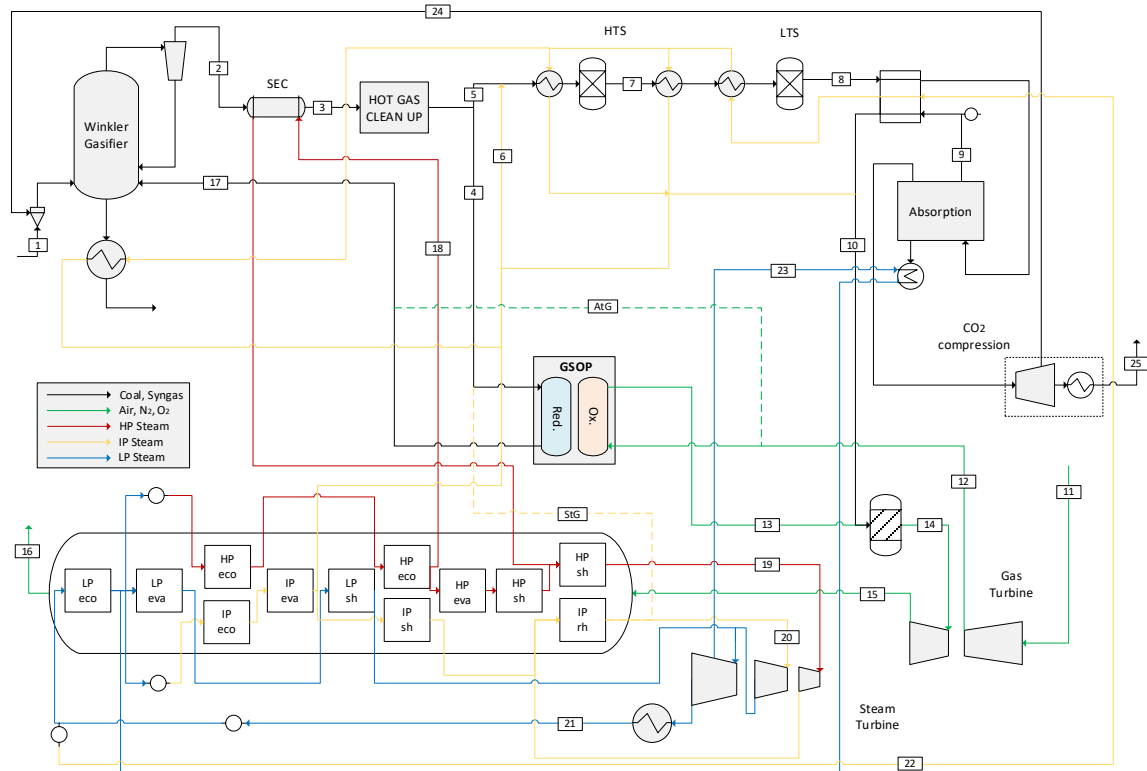 24
HTS
LTS
2
SEC
3
HOT GAS
CLEAN UP
5
7
8
Winkler
Gasifier
6
9
17
4
1
Absorption
18
10
23
AtG
CO2
compression
25
GSOP
Red.
Ox.
Coal, Syngas
Air, N2, O2
HP Steam
IP Steam
LP Steam
12
11
StG
13
14
16
HP
eco
HP
eco
HP
sh
19
LP
eco
LP
eva
IP
eva
LP
sh
HP
eva
HP
sh
15
Gas
Turbine
IP
eco
IP
sh
IP
rh
20
21
Steam
Turbine
22